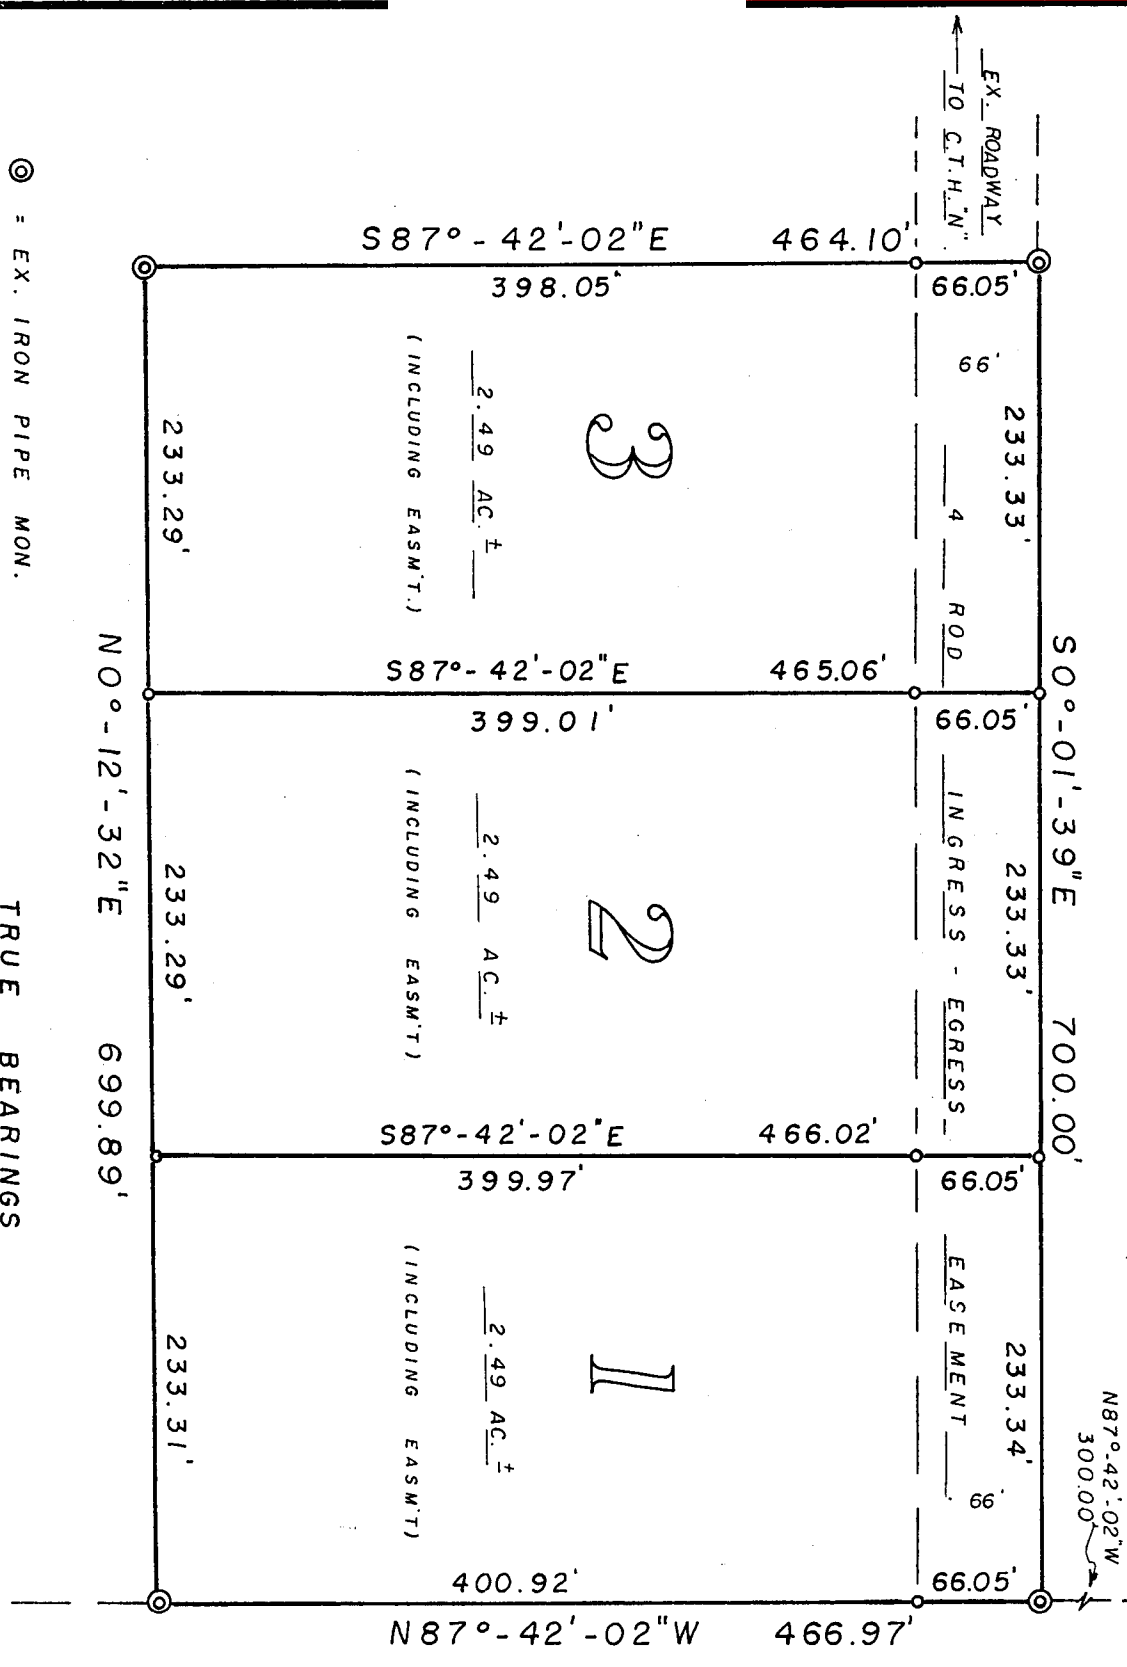 EX. ROADWAY
TO C.T.H. "N".
S87°-42'-02"E 464.10'
398.05' 66.05'
66'
233.33'
3
2.49 AC. ±
(INCLUDING EASM'T.)
233.29'
◎ = EX. IRON PIPE MON.
4 ROD INGRESS - EGRESS EASEMENT
S0°-01'-39"E 700.00'
S87°-42'-02"E 465.06'
399.01' 66.05'
233.33'
2
2.49 AC. ±
(INCLUDING EASM'T)
233.29'
N0°-12'-32"E 699.89'
TRUE BEARINGS
S87°-42'-02"E 466.02'
399.97' 66.05'
233.34'
1
2.49 AC. ±
(INCLUDING EASM'T)
233.31'
66'
N87°-42'-02"W
300.00'
400.92' 66.05'
N87°-42'-02"W 466.97'